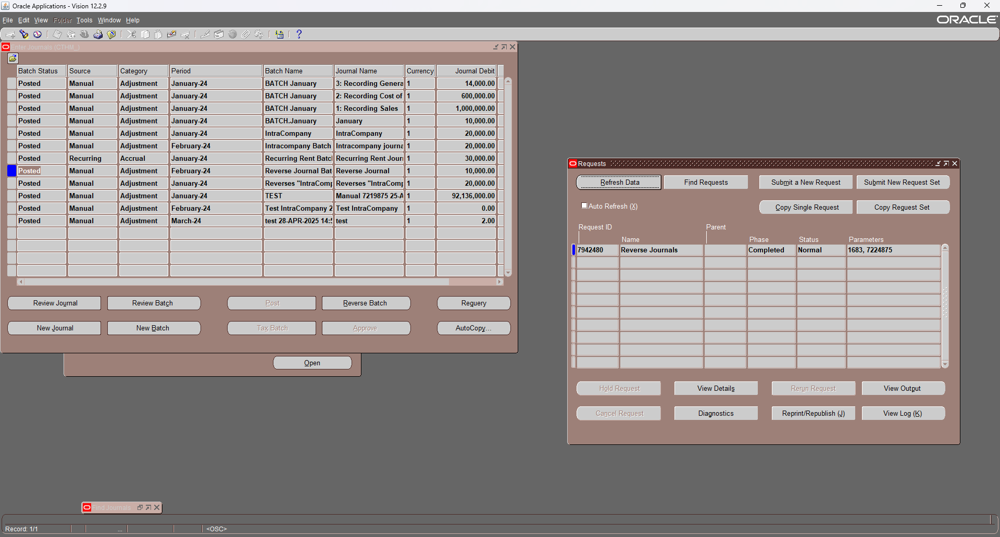 Oracle Applications - Vision 12.2.9
File Edit View Folder Tools Window Help
ORACLE
Enter Journals (CTHM_)
Batch Status Source Category Period Batch Name Journal Name Currency Journal Debit
Posted Manual Adjustment January-24 BATCH January 3: Recording Genera 1 14,000.00
Posted Manual Adjustment January-24 BATCH January 2: Recording Cost of 1 600,000.00
Posted Manual Adjustment January-24 BATCH January 1: Recording Sales 1 1,000,000.00
Posted Manual Adjustment January-24 BATCH.January January 1 10,000.00
Posted Manual Adjustment January-24 IntraCompany IntraCompany 1 20,000.00
Posted Manual Adjustment February-24 Intracompany Batch Intracompany journa 1 20,000.00
Posted Recurring Accrual January-24 Recurring Rent Batc Recurring Rent Jour 1 30,000.00
Posted Manual Adjustment February-24 Reverse Journal Bat Reverse Journal 1 10,000.00
Posted Manual Adjustment January-24 Reverses "IntraComp Reverses "IntraComp 1 20,000.00
Posted Manual Adjustment January-24 TEST Manual 7219875 25-A 1 92,136,000.00
Posted Manual Adjustment February-24 Test IntraCompany 2 Test IntraCompany 1 0.00
Posted Manual Adjustment March-24 test 28-APR-2025 14:5 test 1 2.00
Review Journal Review Batch Post Reverse Batch Requery
New Journal New Batch Tax Batch Approve AutoCopy...
Open
Requests
Refresh Data Find Requests Submit a New Request Submit New Request Set
Auto Refresh (X) Copy Single Request Copy Request Set
Request ID Parent
Name Phase Status Parameters
7942480 Reverse Journals Completed Normal 1683, 7224875
Hold Request View Details Rerun Request View Output
Cancel Request Diagnostics Reprint/Republish (J) View Log (K)
Find Journals
Record: 1/1 ... <OSC>